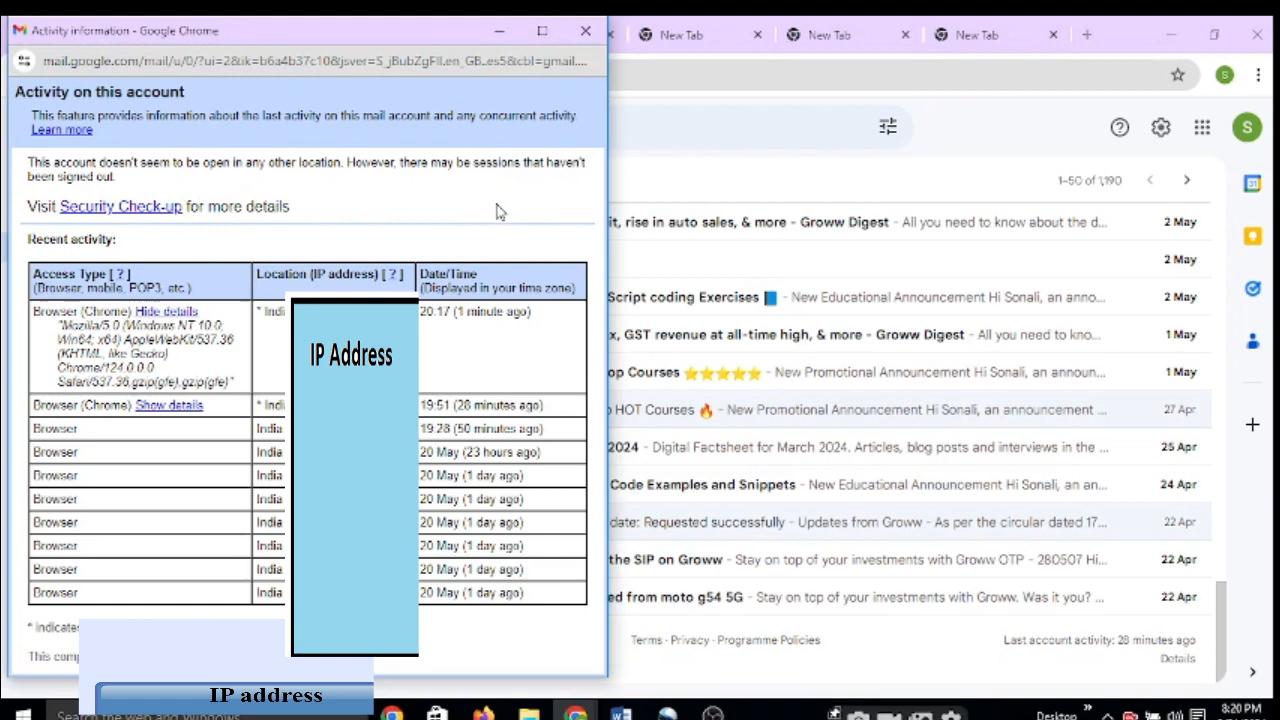 Activity information - Google Chrome
New Tab
New Tab
New Tab
mail.google.com/mail/u/0/?ui=2&ik=b6a4b37c10&jsver=S_jBubZgFII.en_GB..es5&cbl=gmail....
S
Activity on this account
This feature provides information about the last activity on this mail account and any concurrent activity.
Learn more
S
This account doesn't seem to be open in any other location. However, there may be sessions that haven't
been signed out.
1–50 of 1,190
Visit Security Check-up for more details
Recent activity:
Access Type [ ? ]
(Browser, mobile, POP3, etc.)
Location (IP address) [ ? ]
Date/Time
(Displayed in your time zone)
Browser (Chrome) Hide details
"Mozilla/5.0 (Windows NT 10.0;
Win64; x64) AppleWebKit/537.36
(KHTML, like Gecko)
Chrome/124.0.0.0
Safari/537.36,gzip(gfe),gzip(gfe)"
* Indi
20:17 (1 minute ago)
Browser (Chrome) Show details
* Indi
19:51 (28 minutes ago)
Browser
India
19:28 (50 minutes ago)
Browser
India
20 May (23 hours ago)
Browser
India
20 May (1 day ago)
Browser
India
20 May (1 day ago)
Browser
India
20 May (1 day ago)
Browser
India
20 May (1 day ago)
Browser
India
20 May (1 day ago)
Browser
India
20 May (1 day ago)
IP Address
* Indicates
This comp
IP address
it, rise in auto sales, & more - Groww Digest - All you need to know about the d... 2 May
2 May
Script coding Exercises 📘 - New Educational Announcement Hi Sonali, an anno... 2 May
x, GST revenue at all-time high, & more - Groww Digest - All you need to kno... 1 May
op Courses ⭐⭐⭐⭐⭐ - New Promotional Announcement Hi Sonali, an announ... 1 May
HOT Courses 🔥 - New Promotional Announcement Hi Sonali, an announcement ... 27 Apr
2024 - Digital Factsheet for March 2024. Articles, blog posts and interviews in the ... 25 Apr
Code Examples and Snippets - New Educational Announcement Hi Sonali, an an... 24 Apr
date: Requested successfully - Updates from Groww - As per the circular dated 17... 22 Apr
the SIP on Groww - Stay on top of your investments with Groww OTP - 280507 Hi... 22 Apr
ed from moto g54 5G - Stay on top of your investments with Groww. Was it you? ... 22 Apr
Terms · Privacy · Programme Policies
Last account activity: 28 minutes ago
Details
Search the web and Windows
Desktop
8:20 PM